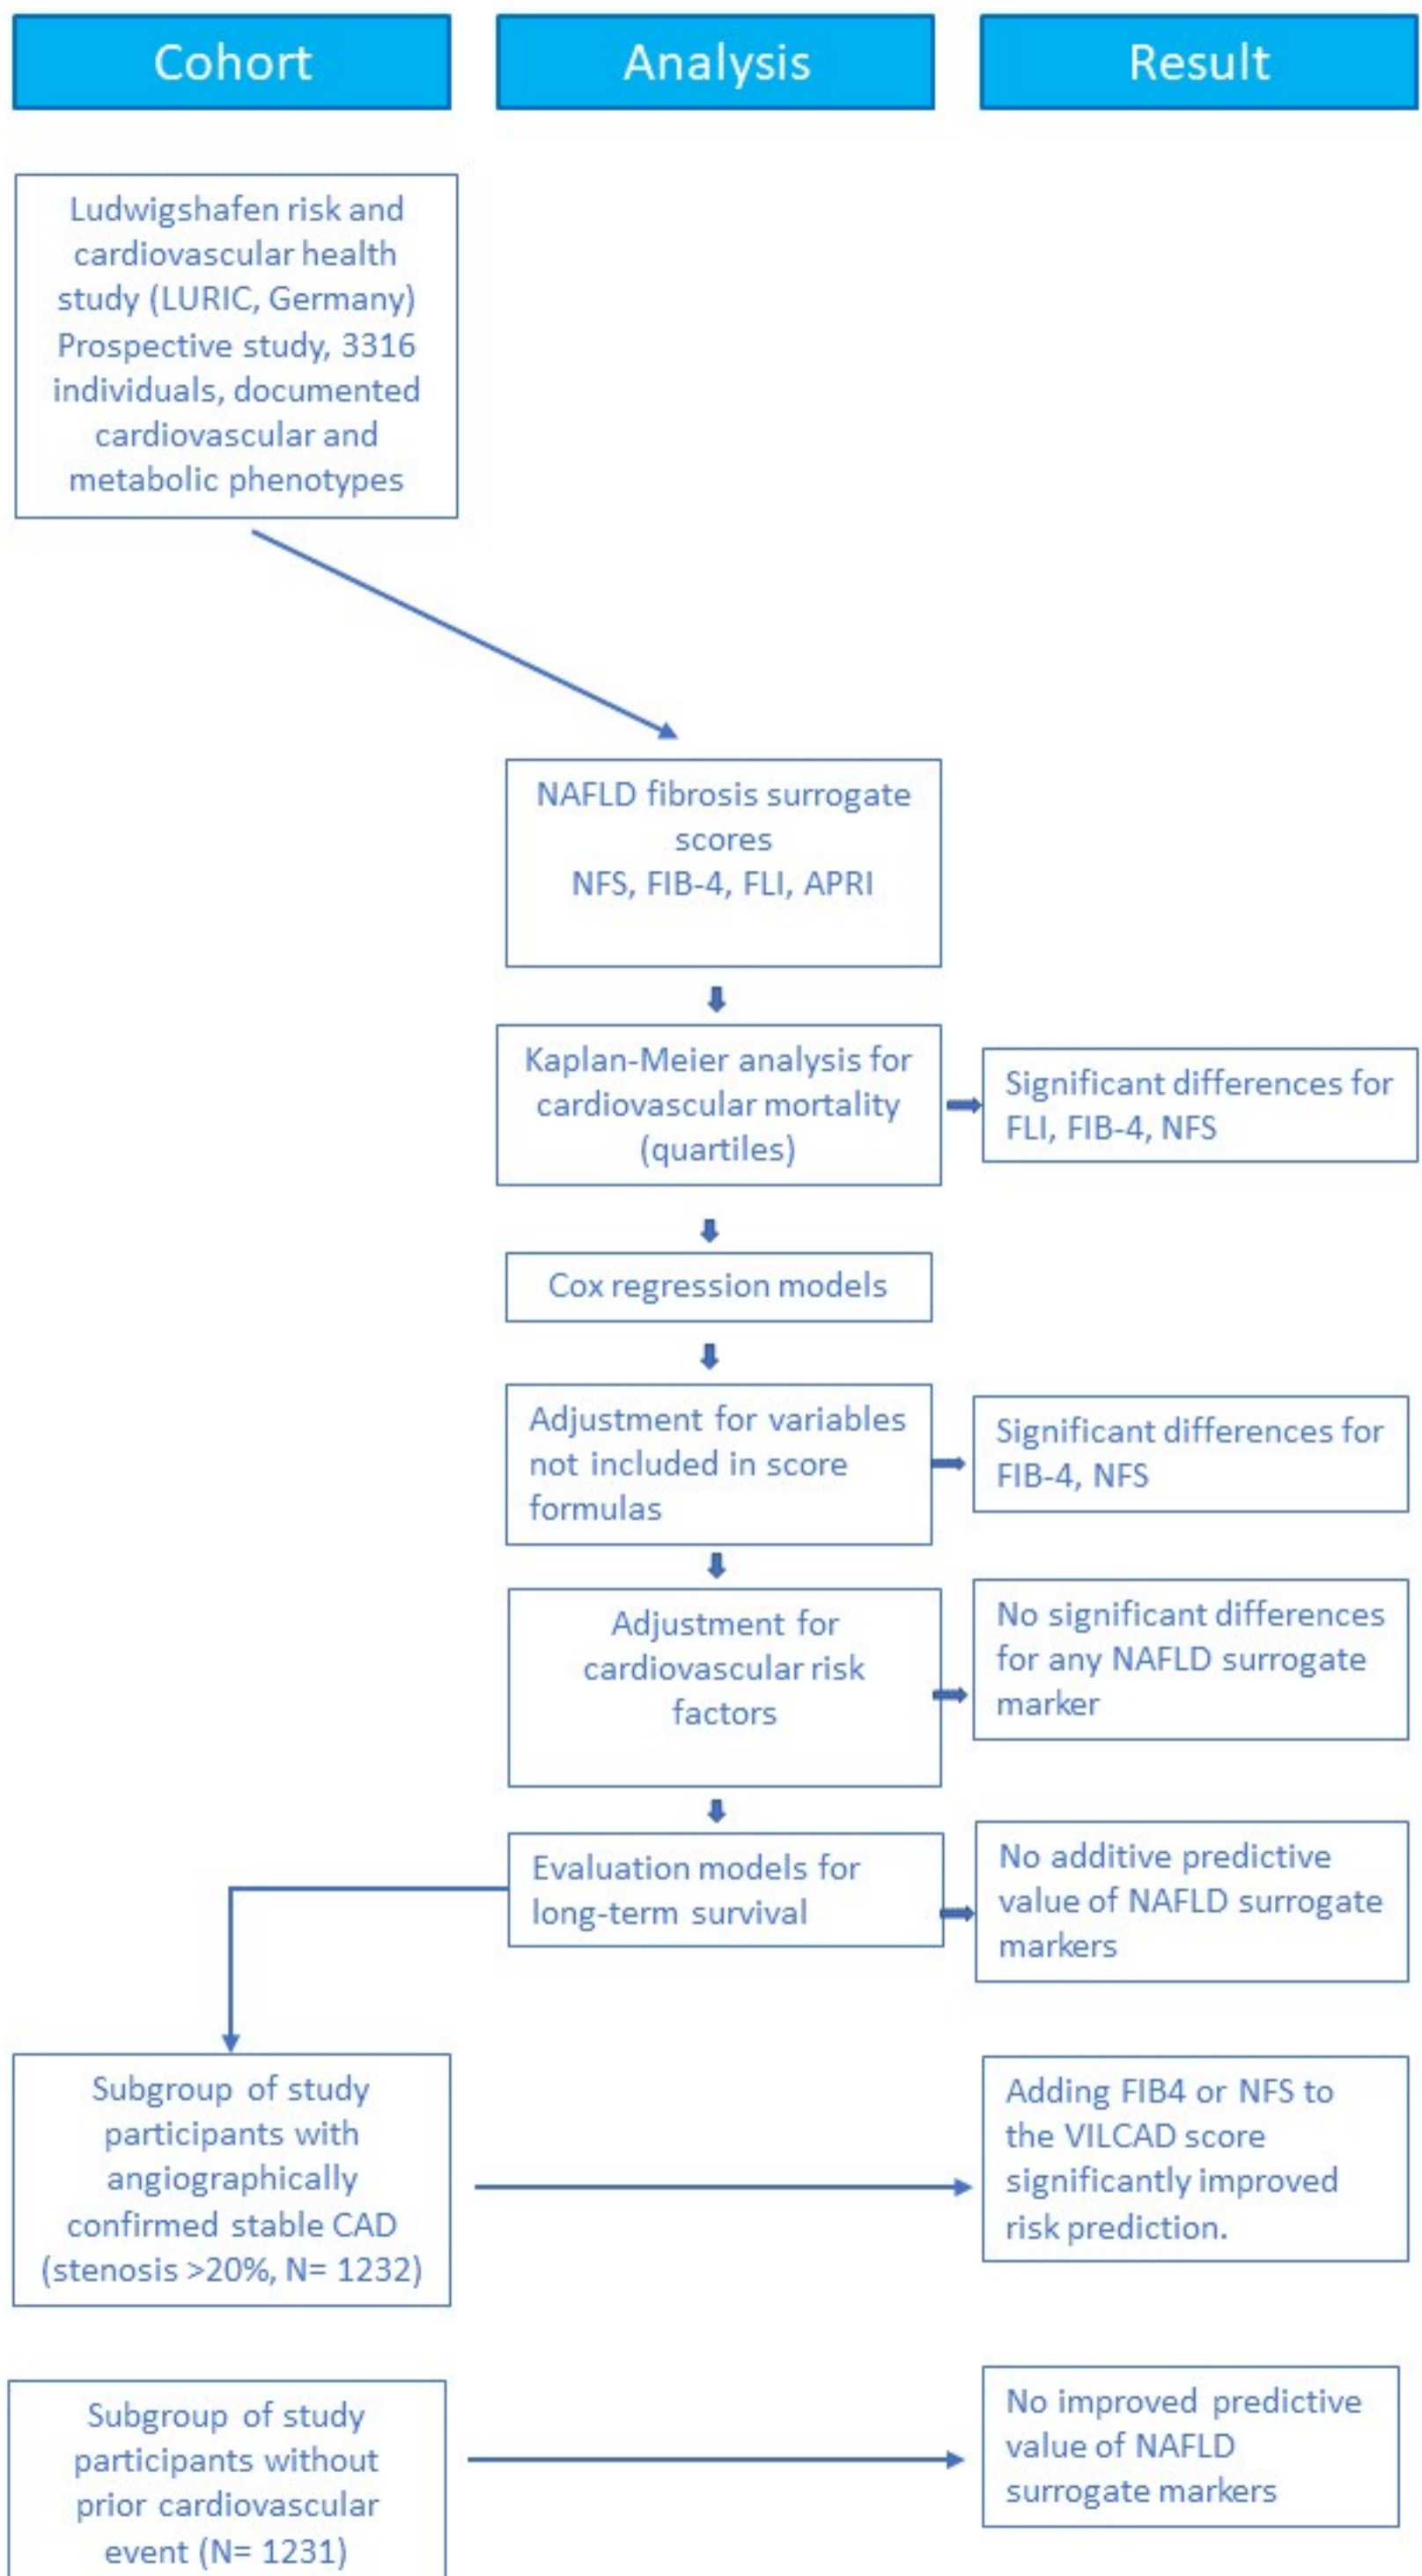 Cohort
Analysis
Result
Ludwigshafen risk and
cardiovascular health
study (LURIC, Germany)
Prospective study, 3316
individuals, documented
cardiovascular and
metabolic phenotypes
NAFLD fibrosis surrogate
scores
NFS, FIB-4, FLI, APRI
Kaplan-Meier analysis for
cardiovascular mortality
(quartiles)
Significant differences for
FLI, FIB-4, NFS
Cox regression models
Adjustment for variables
not included in score
formulas
Significant differences for
FIB-4, NFS
Adjustment for
cardiovascular risk
factors
No significant differences
for any NAFLD surrogate
marker
Evaluation models for
long-term survival
No additive predictive
value of NAFLD surrogate
markers
Subgroup of study
participants with
angiographically
confirmed stable CAD
(stenosis >20%, N= 1232)
Adding FIB4 or NFS to
the VILCAD score
significantly improved
risk prediction.
Subgroup of study
participants without
prior cardiovascular
event (N= 1231)
No improved predictive
value of NAFLD
surrogate markers